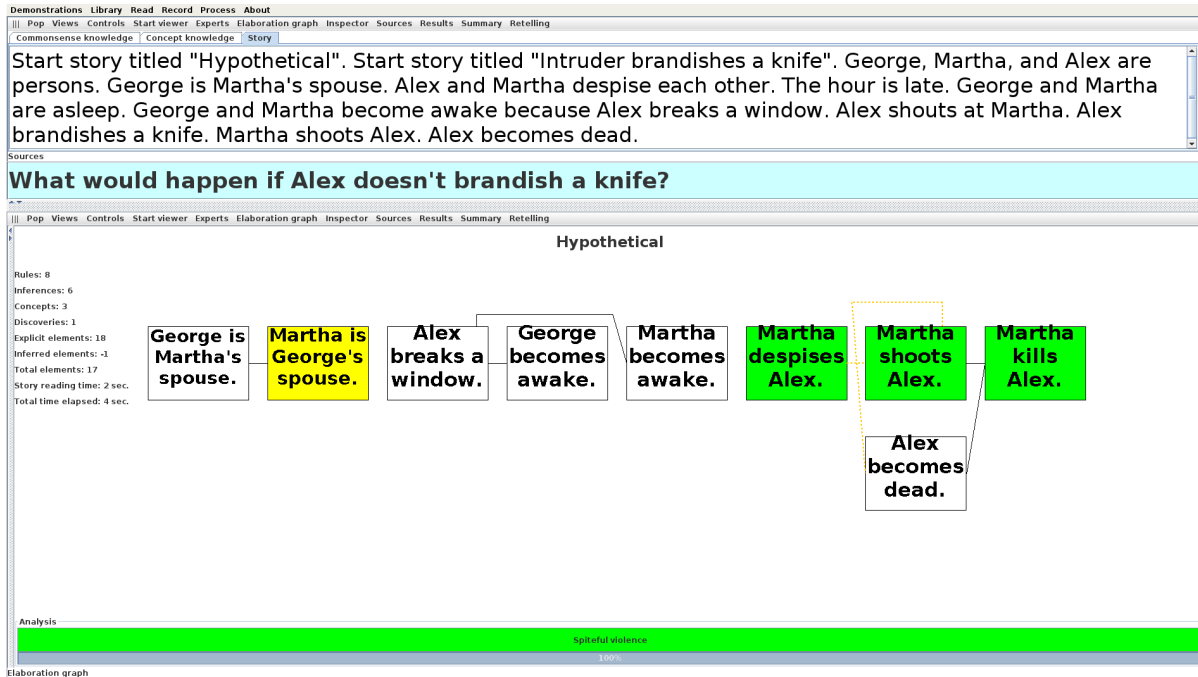 Demonstrations Library Read Record Process About
||| Pop Views Controls Start viewer Experts Elaboration graph Inspector Sources Results Summary Retelling
Commonsense knowledge Concept knowledge Story
Start story titled "Hypothetical". Start story titled "Intruder brandishes a knife". George, Martha, and Alex are
persons. George is Martha's spouse. Alex and Martha despise each other. The hour is late. George and Martha
are asleep. George and Martha become awake because Alex breaks a window. Alex shouts at Martha. Alex
brandishes a knife. Martha shoots Alex. Alex becomes dead.
Sources
What would happen if Alex doesn't brandish a knife?
||| Pop Views Controls Start viewer Experts Elaboration graph Inspector Sources Results Summary Retelling
Hypothetical
Rules: 8
Inferences: 6
Concepts: 3
Discoveries: 1
Explicit elements: 18
Inferred elements: -1
Total elements: 17
Story reading time: 2 sec.
Total time elapsed: 4 sec.
George is
Martha's
spouse.
Martha is
George's
spouse.
Alex
breaks a
window.
George
becomes
awake.
Martha
becomes
awake.
Martha
despises
Alex.
Martha
shoots
Alex.
Martha
kills
Alex.
Alex
becomes
dead.
Analysis
Spiteful violence
100%
Elaboration graph